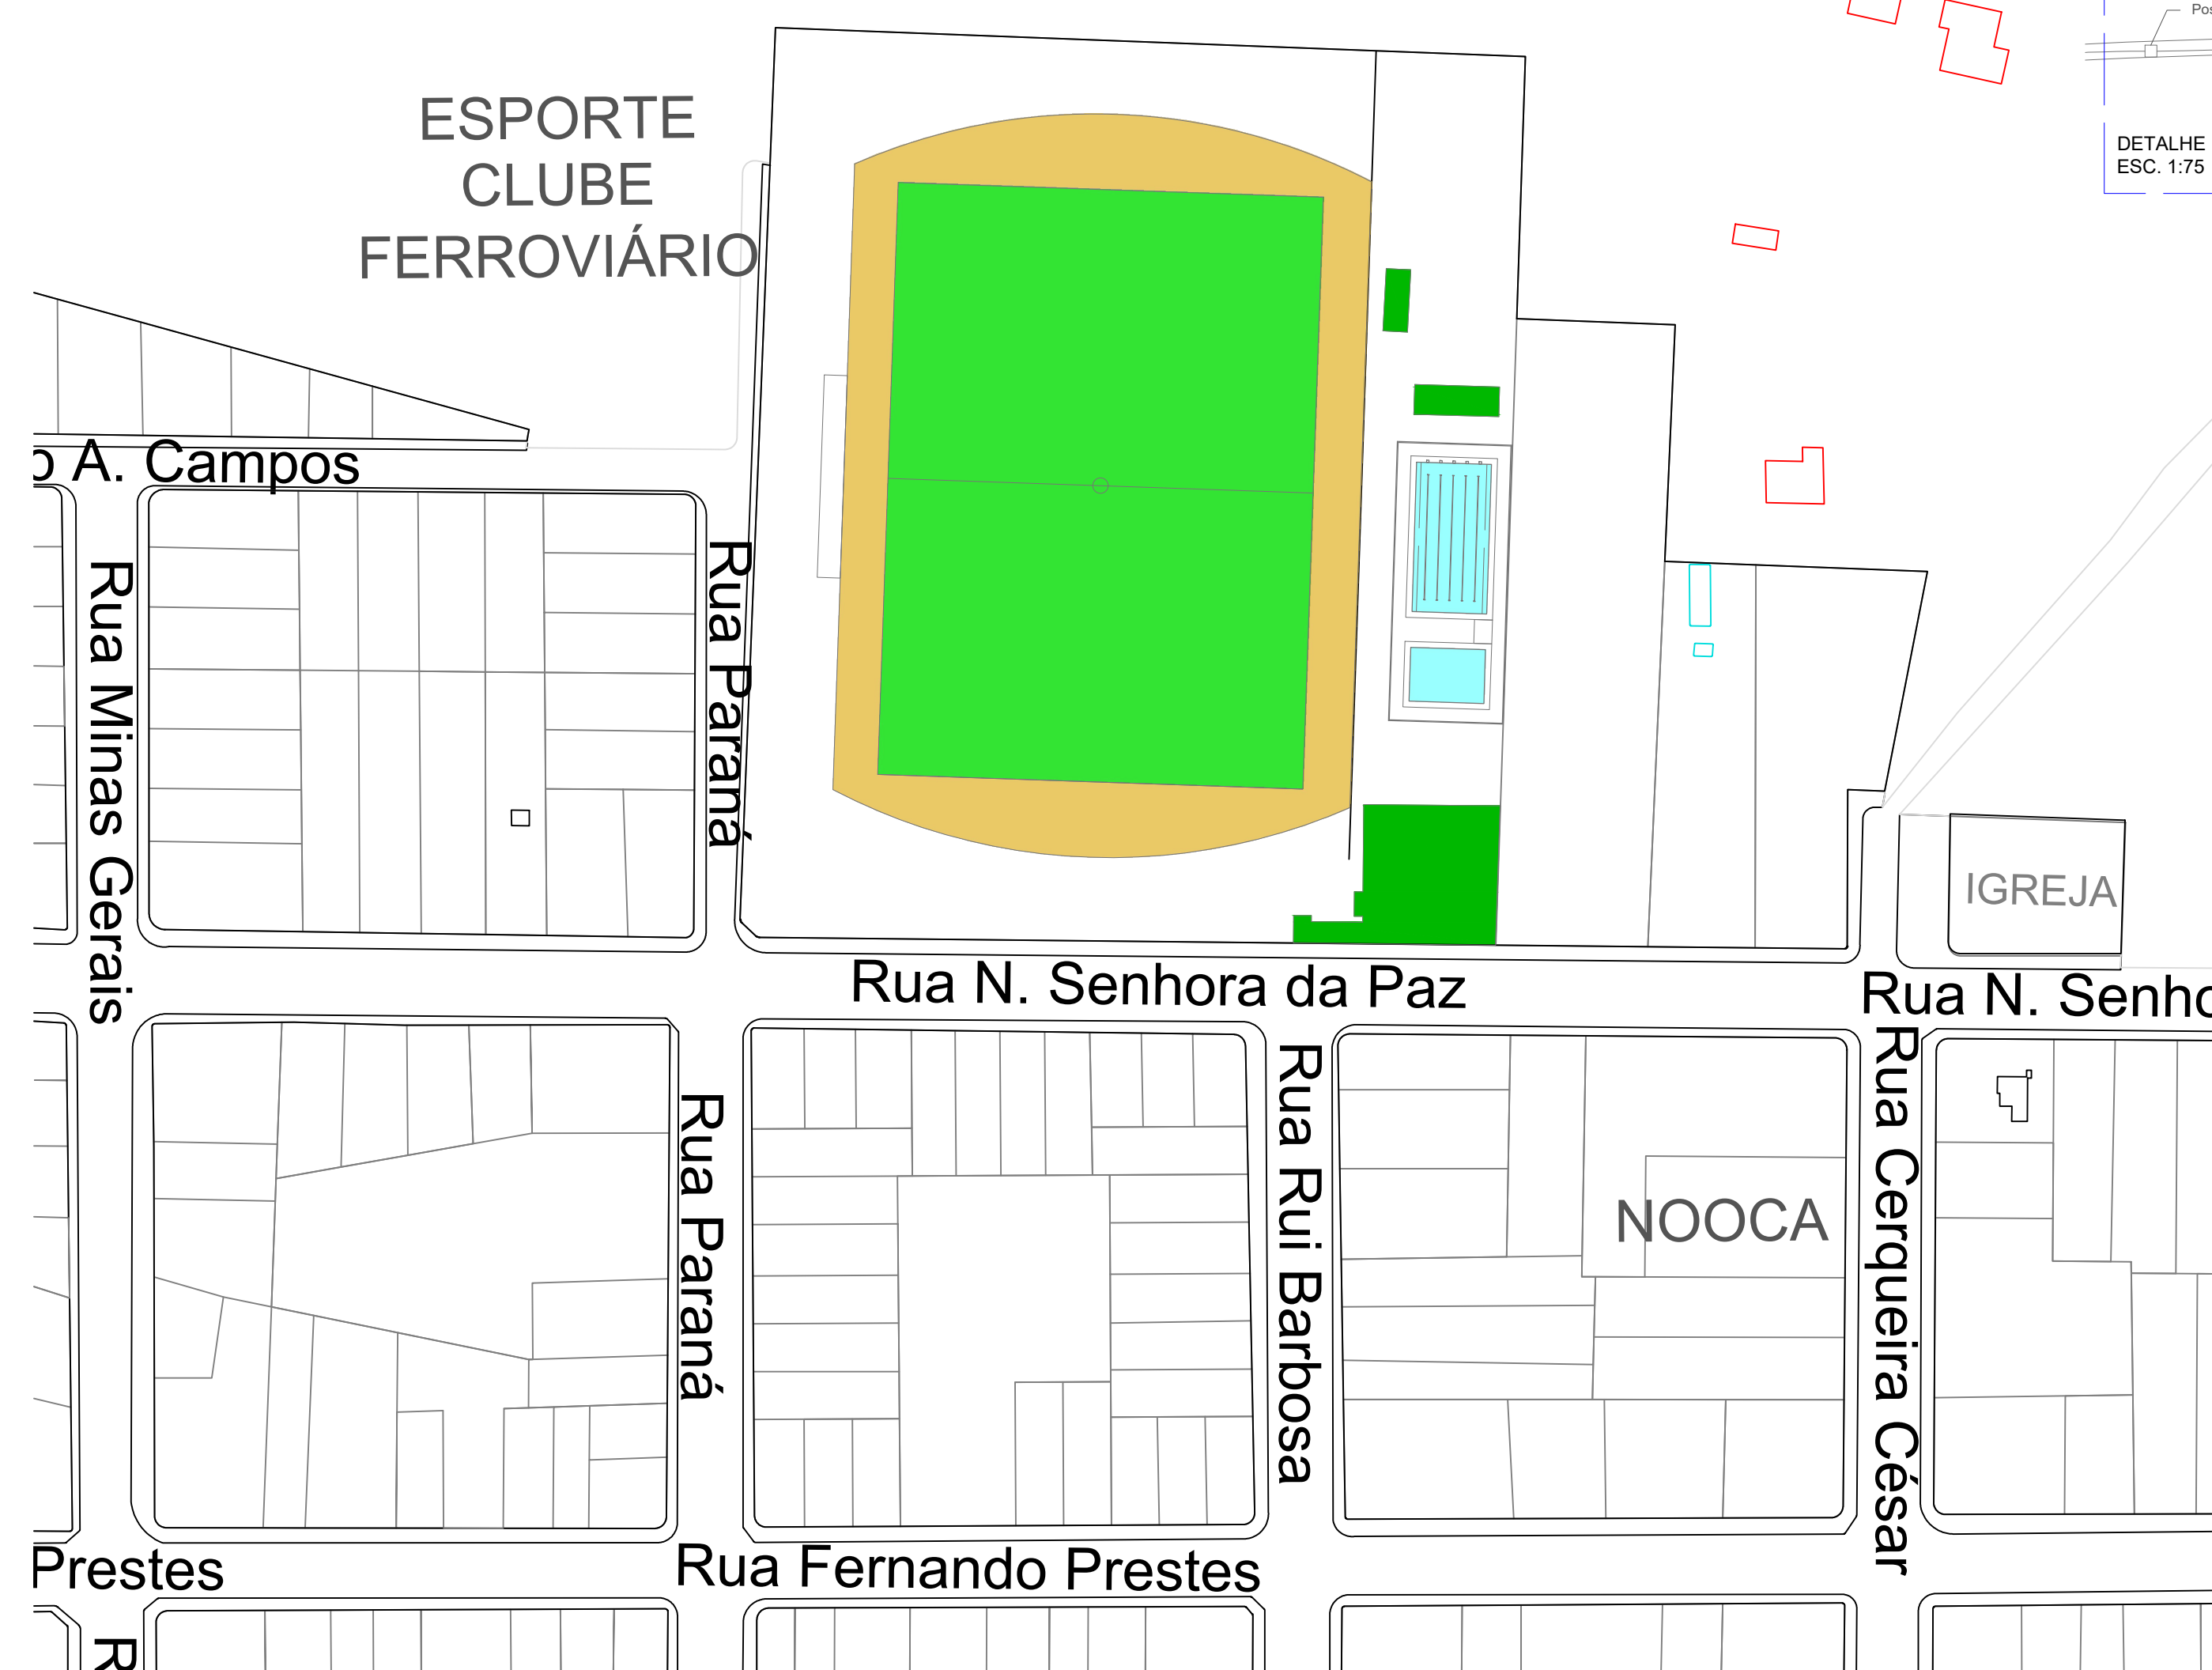 Pos
DETALHE
ESC. 1:75
ESPORTE
CLUBE
FERROVIÁRIO
A. Campos
Rua Minas Gerais
Rua Paraná
IGREJA
Rua N. Senhora da Paz
Rua N. Senho
Rua Paraná
Rua Rui Barbosa
NOOCA
Rua Cerqueira César
Prestes
Rua Fernando Prestes
R